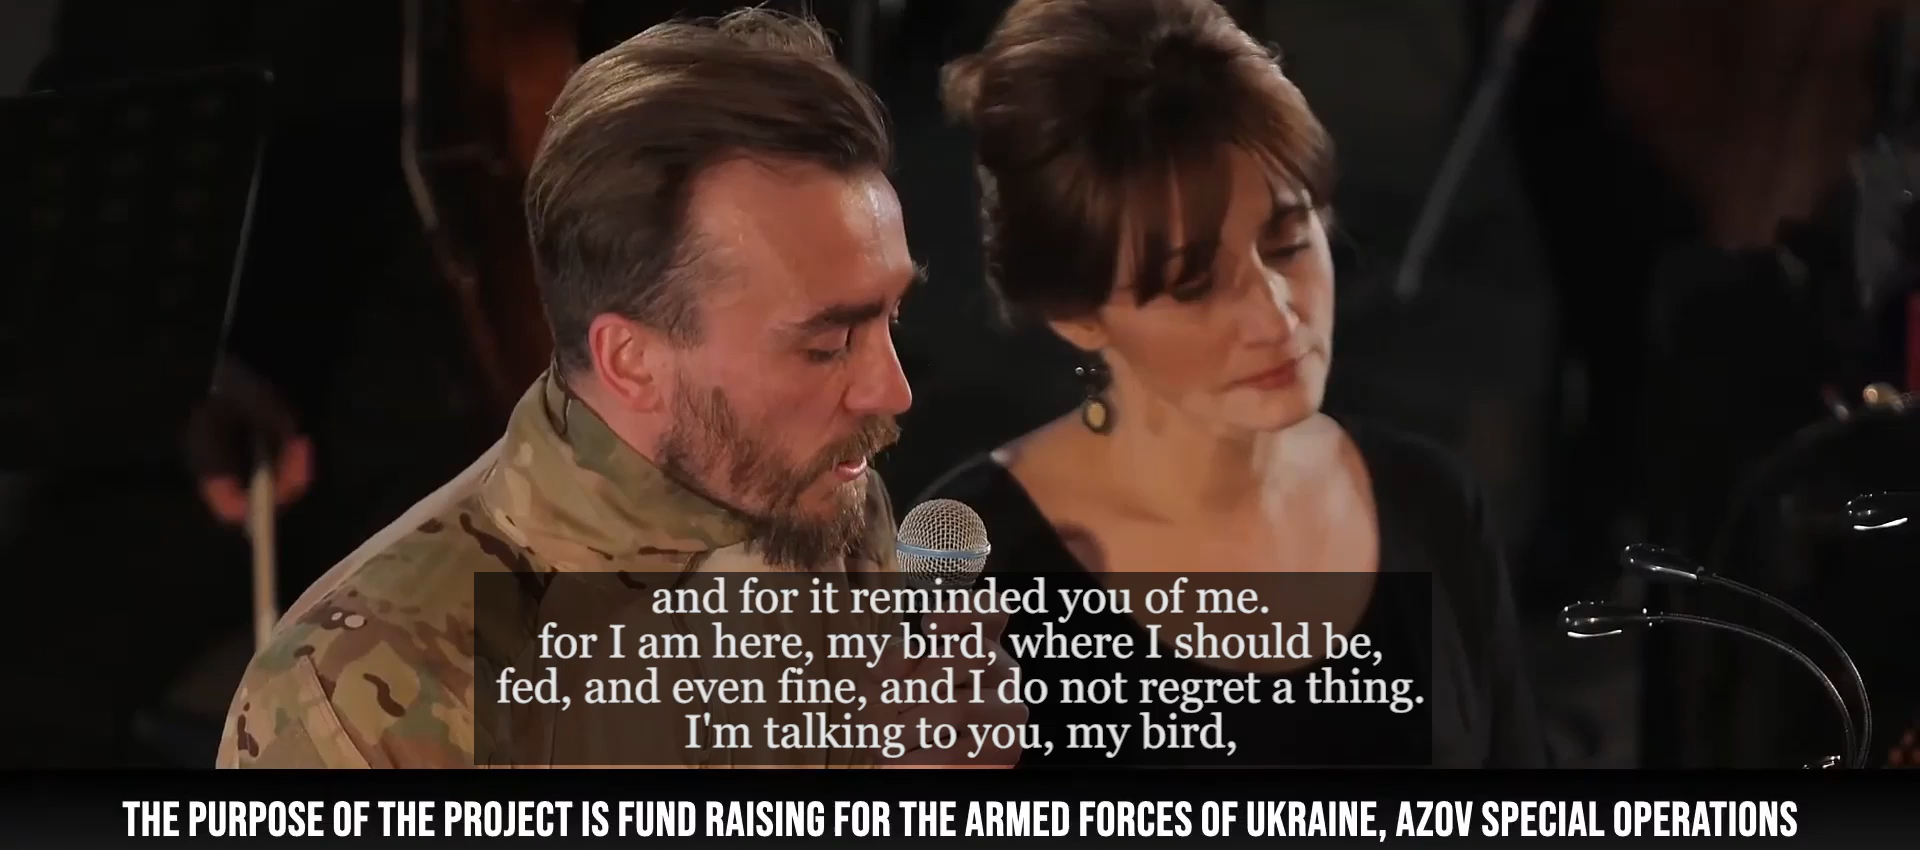 and for it reminded you of me.
for I am here, my bird, where I should be,
fed, and even fine, and I do not regret a thing.
I'm talking to you, my bird,
THE PURPOSE OF THE PROJECT IS FUND RAISING FOR THE ARMED FORCES OF UKRAINE, AZOV SPECIAL OPERATIONS